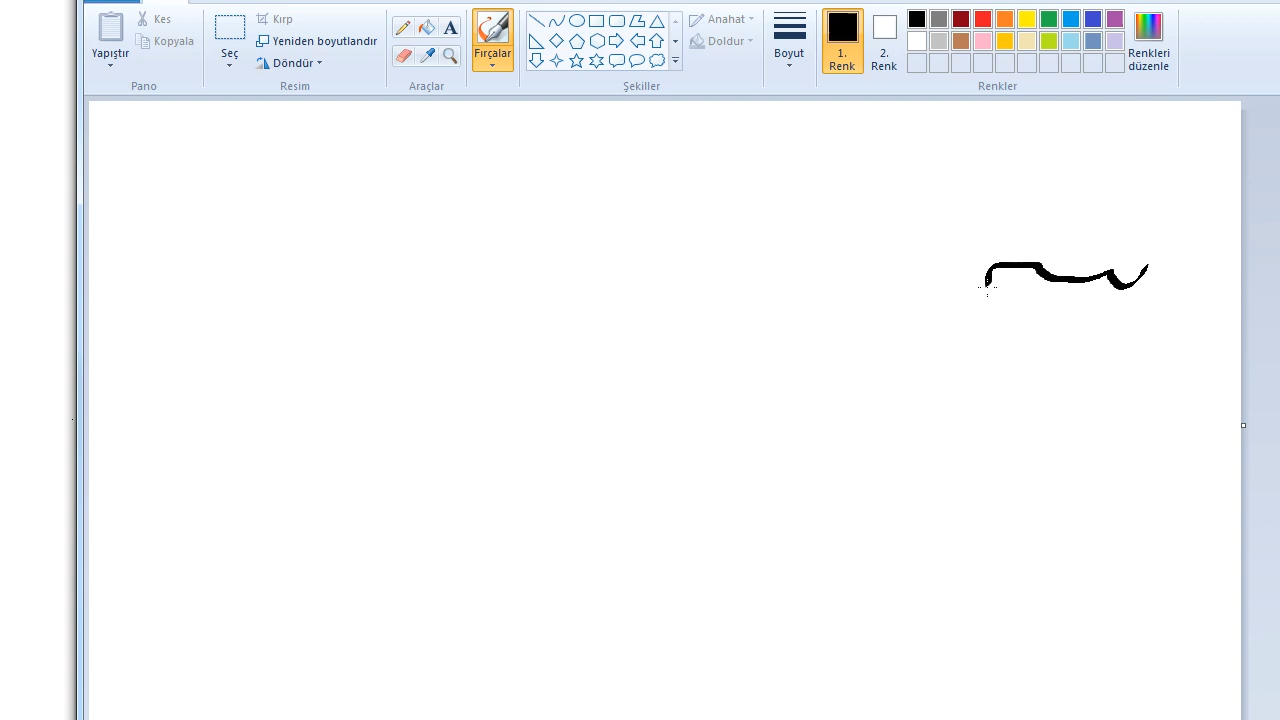 Yapıştır
Kes
Kopyala
Pano
Seç
Kırp
Yeniden boyutlandır
Döndür
Resim
A
Araçlar
Fırçalar
Şekiller
Anahat
Doldur
Boyut
1.
Renk
2.
Renk
Renkleri
düzenle
Renkler